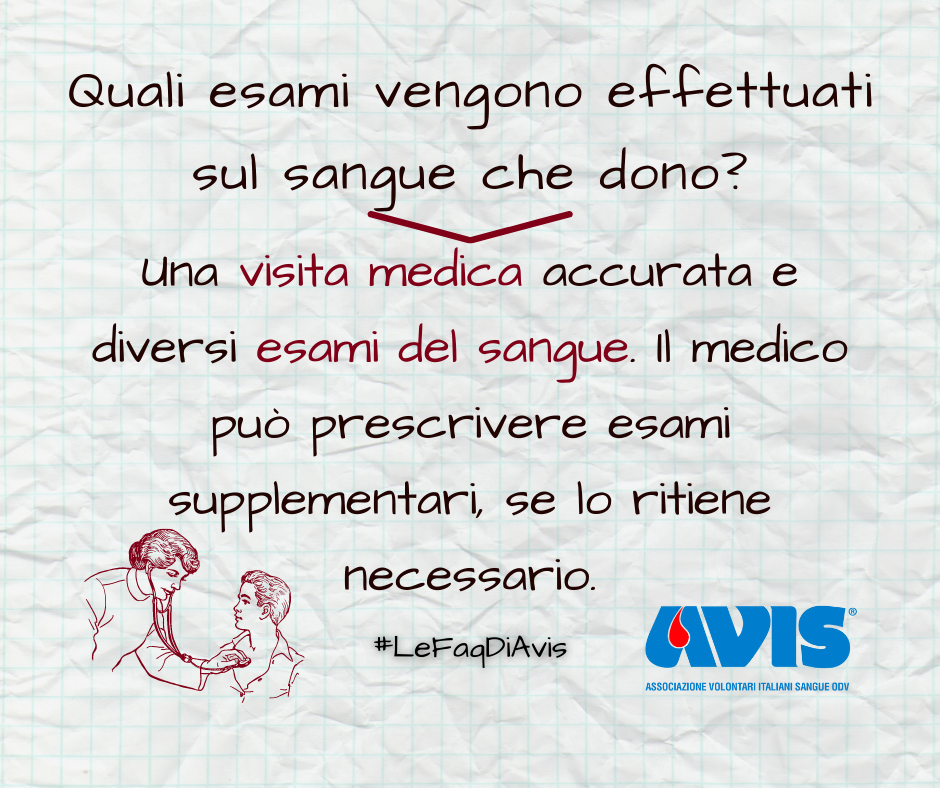 Quali esami vengono effettuati
sul sangue che dono?
Una visita medica accurata e
diversi esami del sangue. Il medico
può prescrivere esami
supplementari, se lo ritiene
necessario.
#LeFaqDiAvis
AVIS®
ASSOCIAZIONE VOLONTARI ITALIANI SANGUE ODV